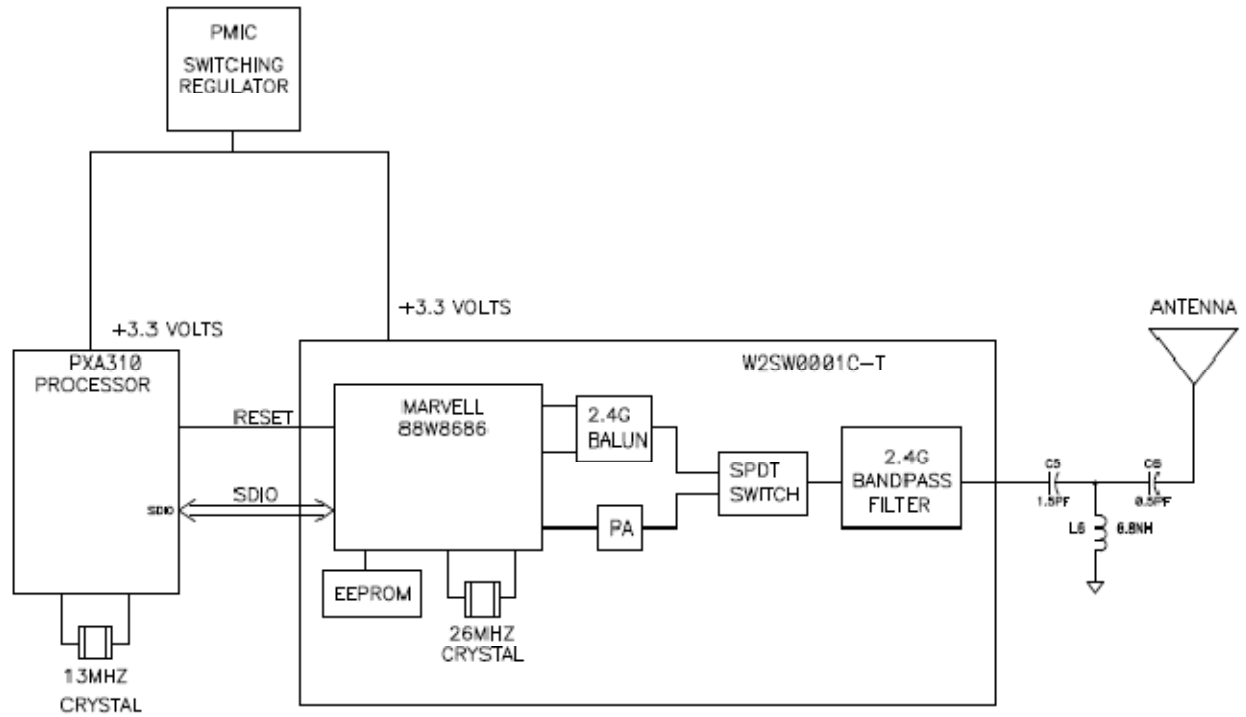 PMIC
SWITCHING
REGULATOR
+3.3 VOLTS
+3.3 VOLTS
ANTENNA
PXA310
PROCESSOR
W2SW0001C-T
RESET
MARVELL
88W8686
2.4G
BALUN
SPDT
SWITCH
2.4G
BANDPASS
FILTER
C5
1.5PF
C6
0.5PF
SDIO
SDIO
PA
L6
6.8NH
EEPROM
26MHZ
CRYSTAL
13MHZ
CRYSTAL